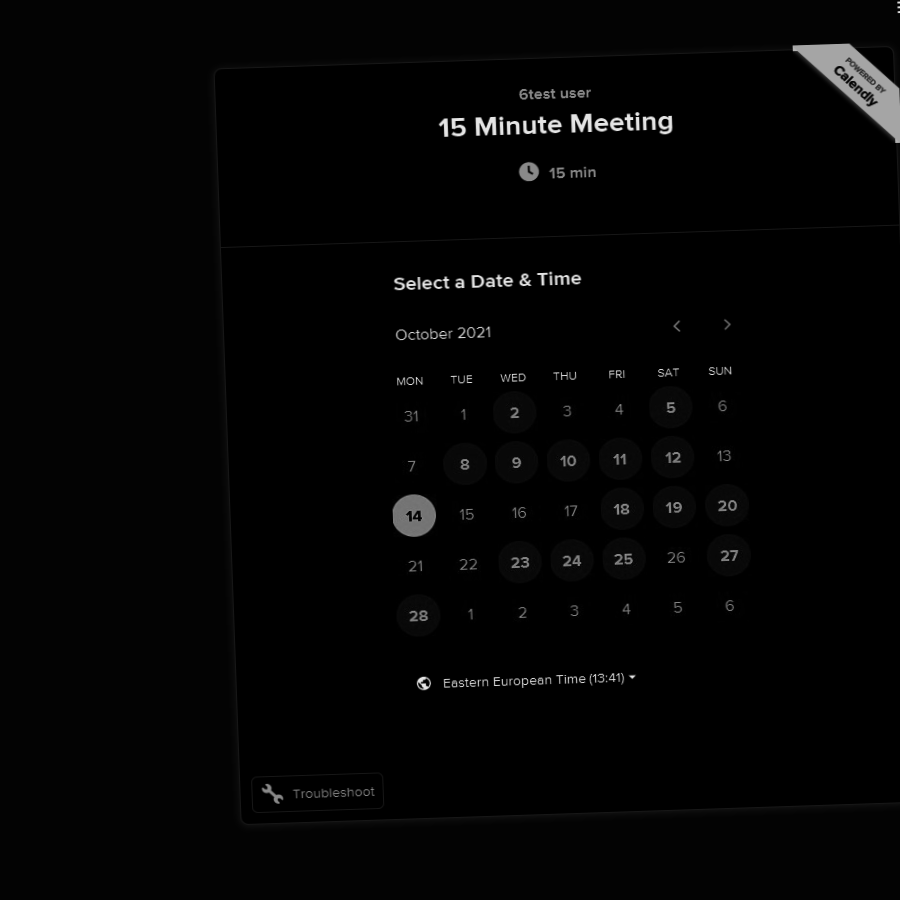 POWERED BY
Calendly
6test user
15 Minute Meeting
15 min
Select a Date & Time
October 2021
MON TUE WED THU FRI SAT SUN
31 1 2 3 4 5 6
7 8 9 10 11 12 13
14 15 16 17 18 19 20
21 22 23 24 25 26 27
28 1 2 3 4 5 6
Eastern European Time (13:41)
Troubleshoot